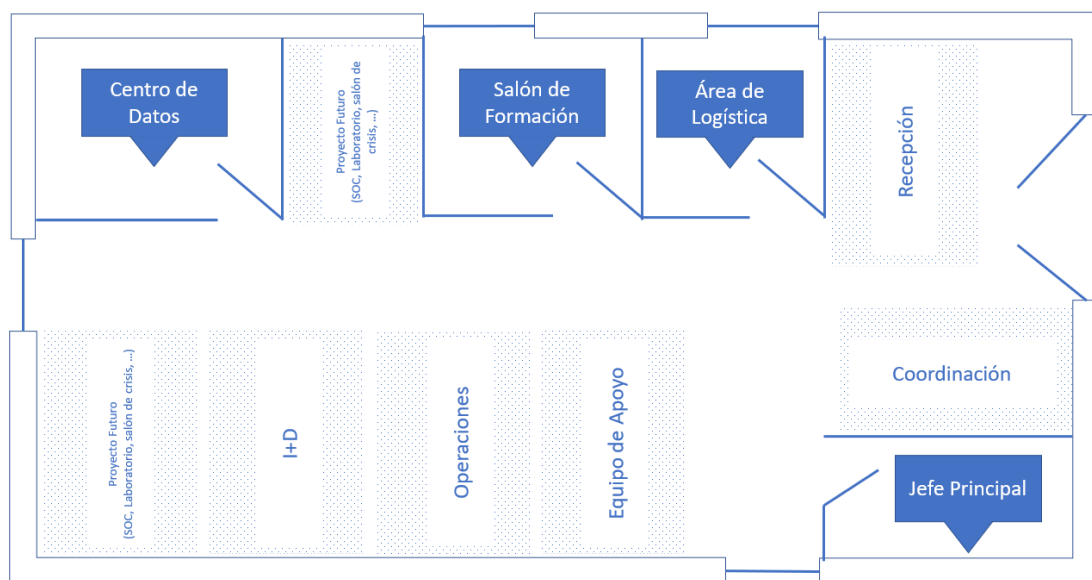 Centro de
Datos
Proyecto Futuro
(SOC, Laboratorio, salón de
crisis, ...)
Salón de
Formación
Área de
Logística
Recepción
Proyecto Futuro
(SOC, Laboratorio, salón de crisis, ...)
I+D
Operaciones
Equipo de Apoyo
Coordinación
Jefe Principal